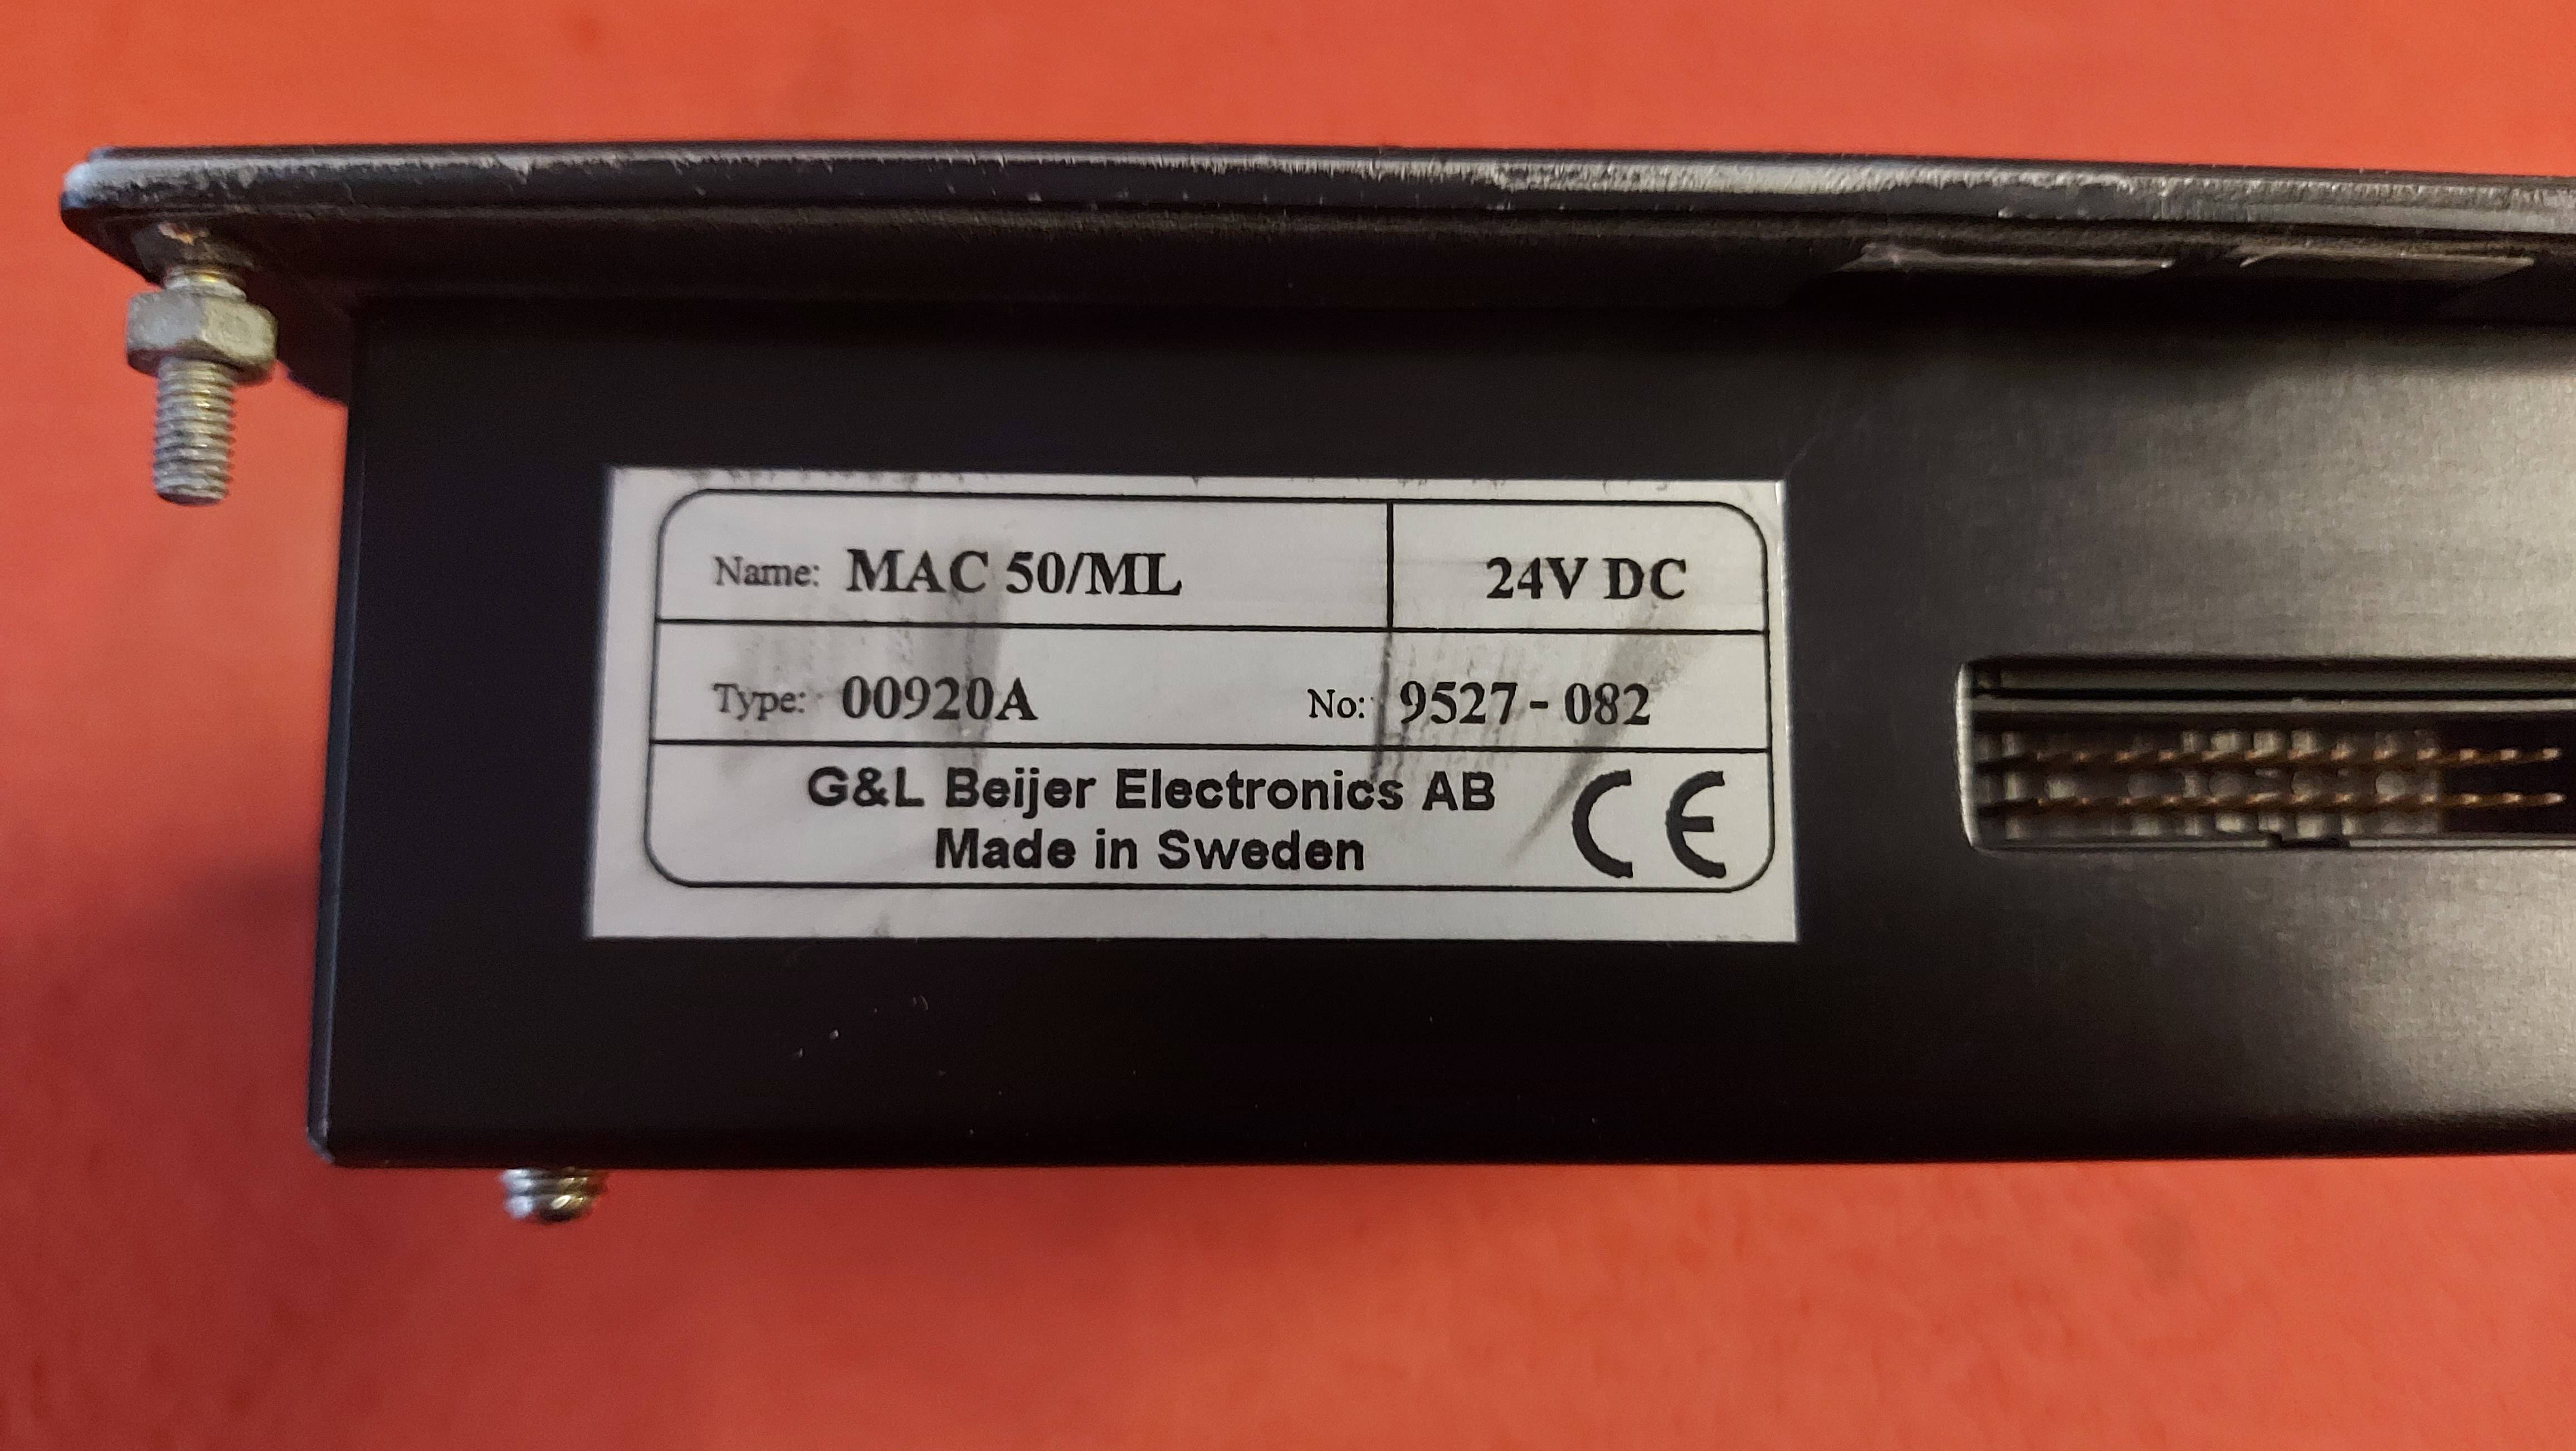 Name: MAC 50/ML 24V DC
Type: 00920A No: 9527-082
G&L Beijer Electronics AB
Made in Sweden CE